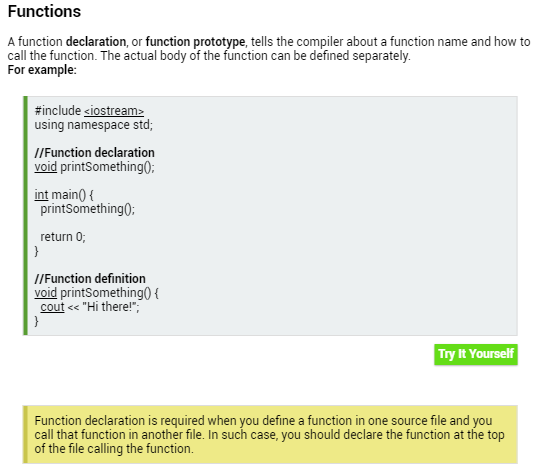 Functions
A function declaration, or function prototype, tells the compiler about a function name and how to
call the function. The actual body of the function can be defined separately.
For example:
#include <iostream>
using namespace std;
//Function declaration
void printSomething();
int main() {
printSomething();
return 0;
}
//Function definition
void printSomething() {
cout << "Hi there!";
}
Try It Yourself
Function declaration is required when you define a function in one source file and you
call that function in another file. In such case, you should declare the function at the top
of the file calling the function.